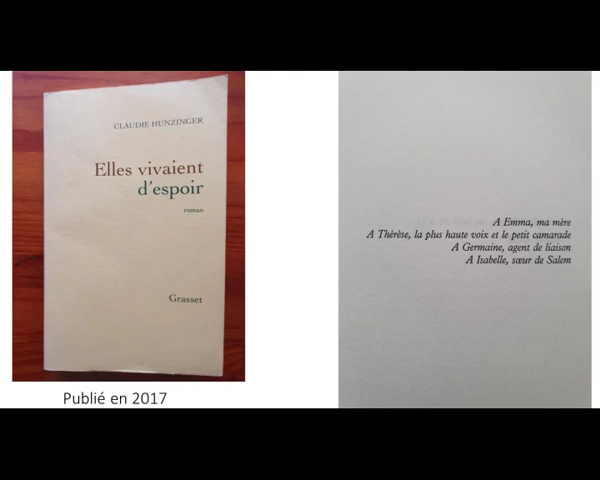 CLAUDIE HUNZINGER
Elles vivaient
d'espoir
roman
Grasset
Publié en 2017
A Emma, ma mère
A Thérèse, la plus haute voix et le petit camarade
A Germaine, agent de liaison
A Isabelle, sœur de Salem